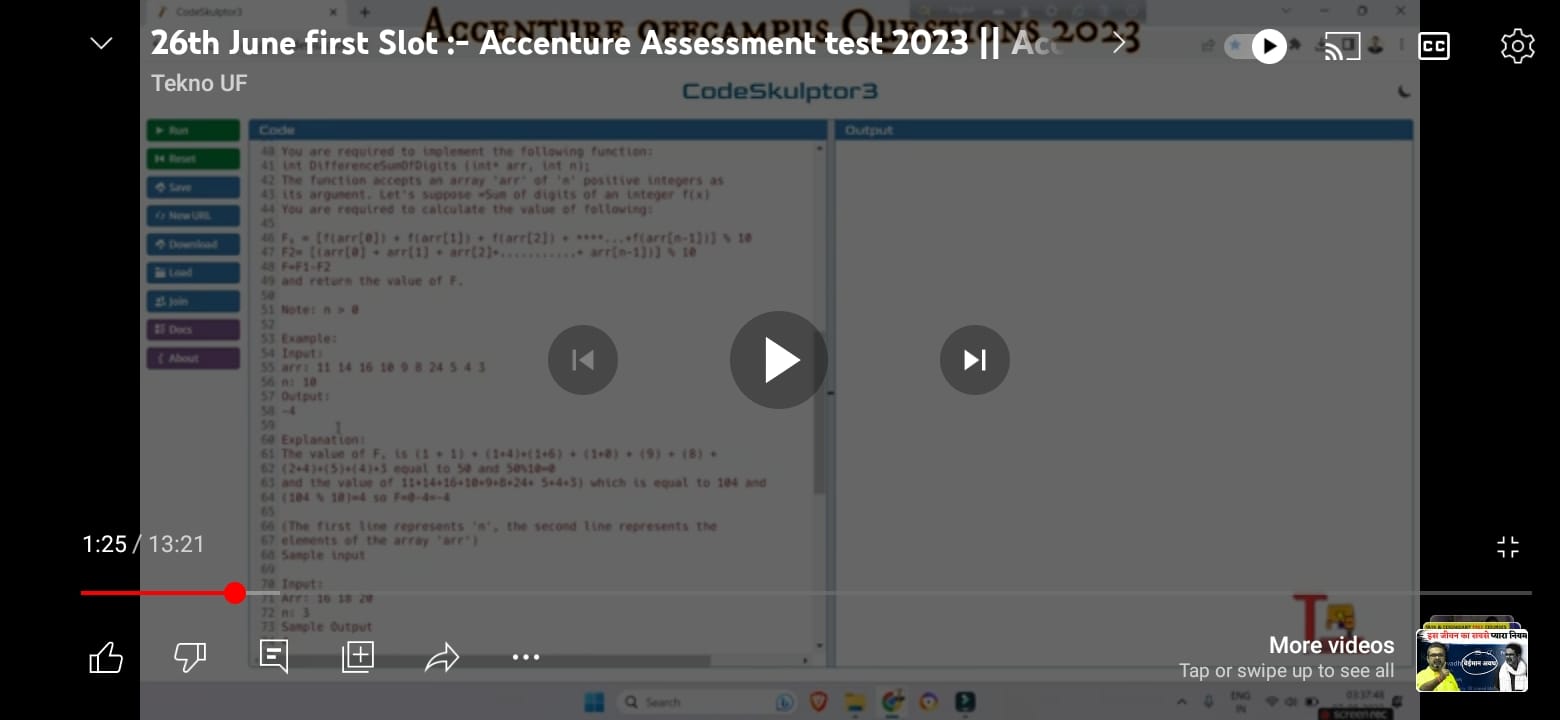 CodeSkulptor3
Accenture offcampus Questions 2023
26th June first Slot :- Accenture Assessment test 2023 || Acc
Tekno UF
CodeSkulptor3
Run
Reset
Save
New URL
Download
Load
Join
Docs
About
Code
40 You are required to implement the following function:
41 int DifferenceSumOfDigits (int* arr, int n);
42 The function accepts an array 'arr' of 'n' positive integers as
43 its argument. Let's suppose =Sum of digits of an integer f(x)
44 You are required to calculate the value of following:
45
46 F₁ = [f(arr[0]) + f(arr[1]) + f(arr[2]) + ****...+f(arr[n-1])] % 10
47 F2= [(arr[0] + arr[1] + arr[2]+...........+ arr[n-1])] % 10
48 F=F1-F2
49 and return the value of F.
50
51 Note: n > 0
52
53 Example:
54 Input:
55 arr: 11 14 16 10 9 8 24 5 4 3
56 n: 10
57 Output:
58 -4
59
60 Explanation:
61 The value of F, is (1 + 1) + (1+4)+(1+6) + (1+0) + (9) + (8) +
62 (2+4)+(5)+(4)+3 equal to 50 and 50%10=0
63 and the value of 11+14+16+10+9+8+24+ 5+4+3) which is equal to 104 and
64 (104 % 10)=4 so F=0-4=-4
65
66 (The first line represents 'n', the second line represents the
67 elements of the array 'arr')
68 Sample input
69
70 Input:
71 Arr: 16 18 20
72 n: 3
73 Sample Output
Output
CC
1:25 / 13:21
More videos
Tap or swipe up to see all
इस जीवन का सबसे प्यारा नियम
Search
ENG
IN
03:37:48
screen rec